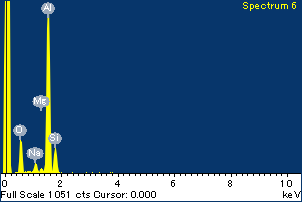 Spectrum 6
Al
Mg
O
Na
Si
0 2 4 6 8 10
Full Scale 1051 cts Cursor: 0.000 keV